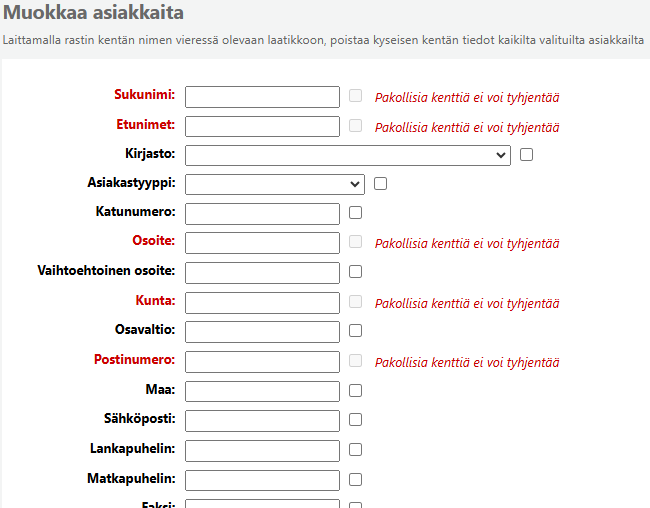 Muokkaa asiakkaita
Laittamalla rastin kentän nimen vieressä olevaan laatikkoon, poistaa kyseisen kentän tiedot kaikilta valituilta asiakkailta
Sukunimi: Pakollisia kenttiä ei voi tyhjentää
Etunimet: Pakollisia kenttiä ei voi tyhjentää
Kirjasto:
Asiakastyyppi:
Katunumero:
Osoite: Pakollisia kenttiä ei voi tyhjentää
Vaihtoehtoinen osoite:
Kunta: Pakollisia kenttiä ei voi tyhjentää
Osavaltio:
Postinumero: Pakollisia kenttiä ei voi tyhjentää
Maa:
Sähköposti:
Lankapuhelin:
Matkapuhelin:
Faksi: